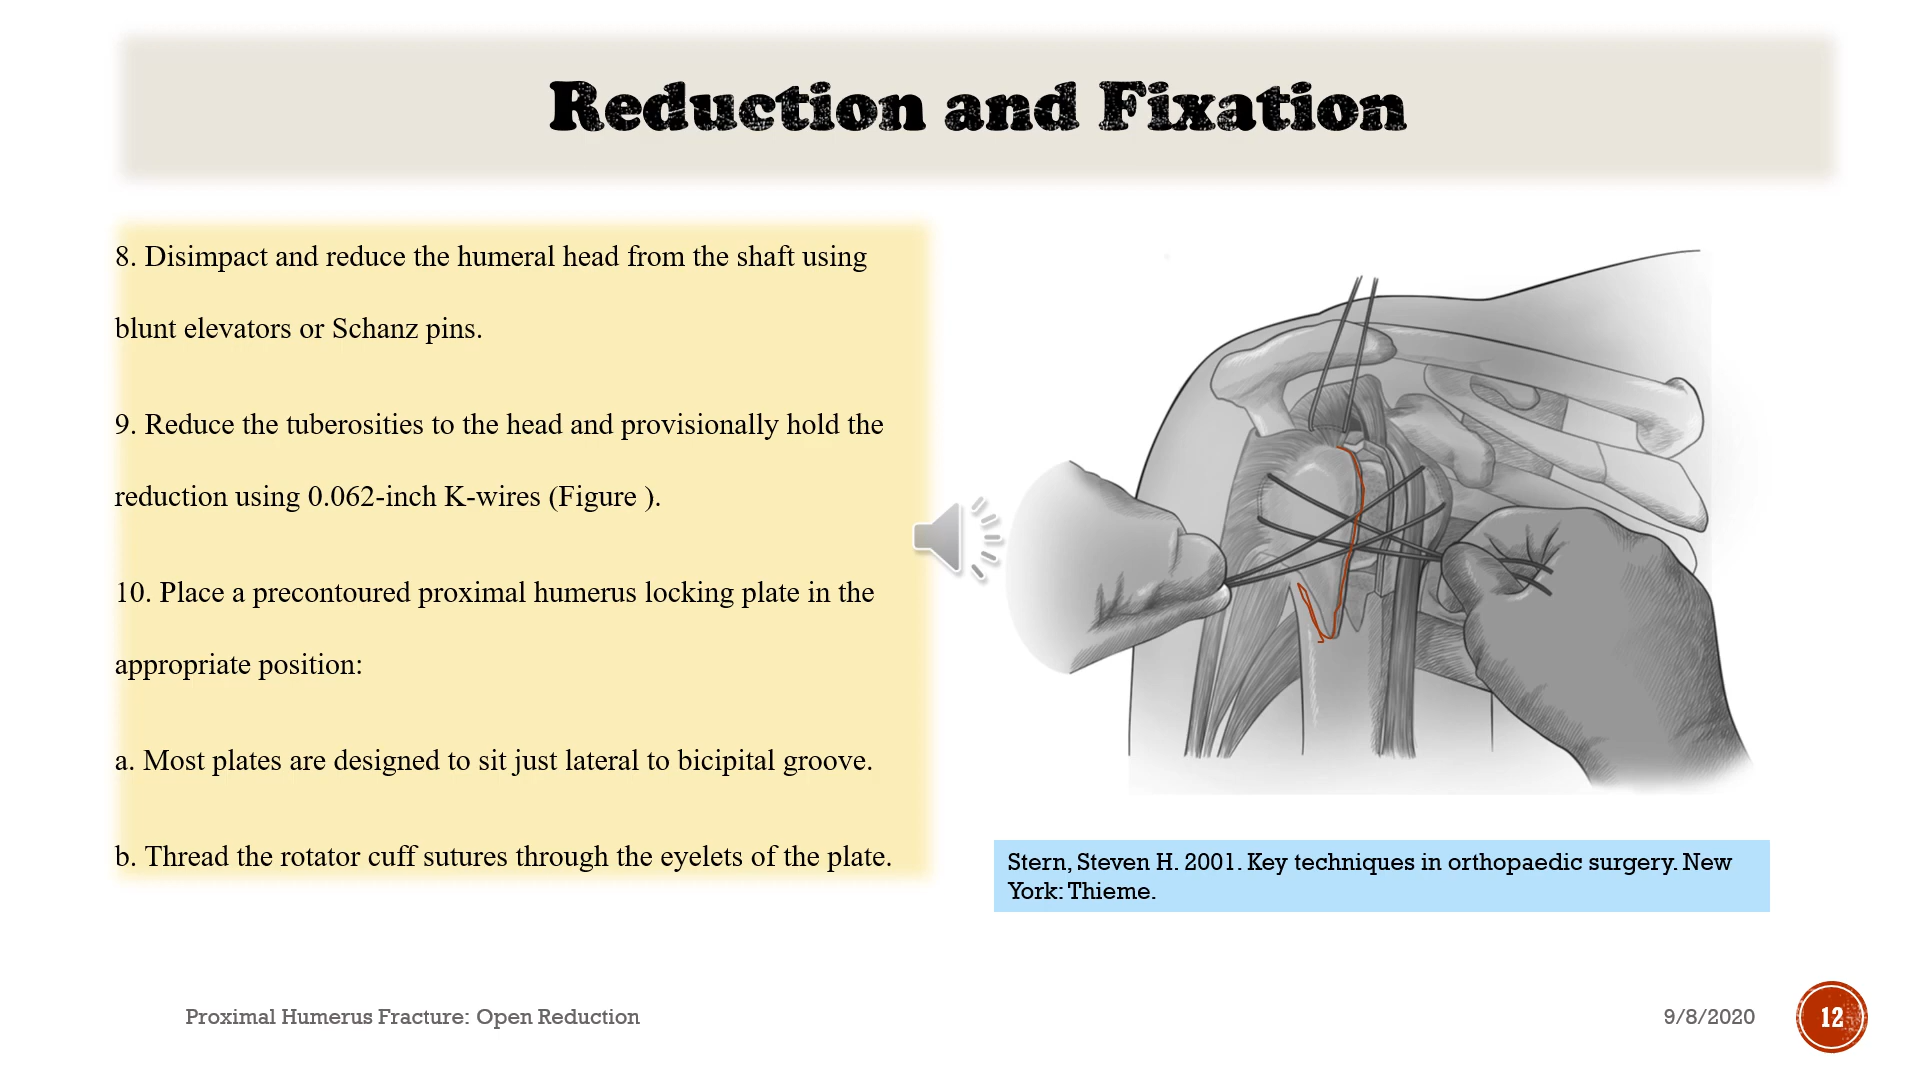 Reduction and Fixation
8. Disimpact and reduce the humeral head from the shaft using
blunt elevators or Schanz pins.
9. Reduce the tuberosities to the head and provisionally hold the
reduction using 0.062-inch K-wires (Figure ).
10. Place a precontoured proximal humerus locking plate in the
appropriate position:
a. Most plates are designed to sit just lateral to bicipital groove.
b. Thread the rotator cuff sutures through the eyelets of the plate.
Stern, Steven H. 2001. Key techniques in orthopaedic surgery. New
York: Thieme.
Proximal Humerus Fracture: Open Reduction
9/8/2020
12